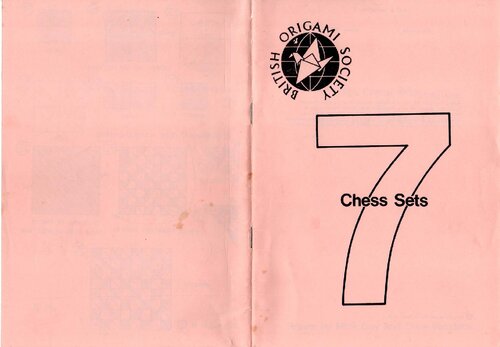 BRITISH ORIGAMI SOCIETY
7
Chess Sets